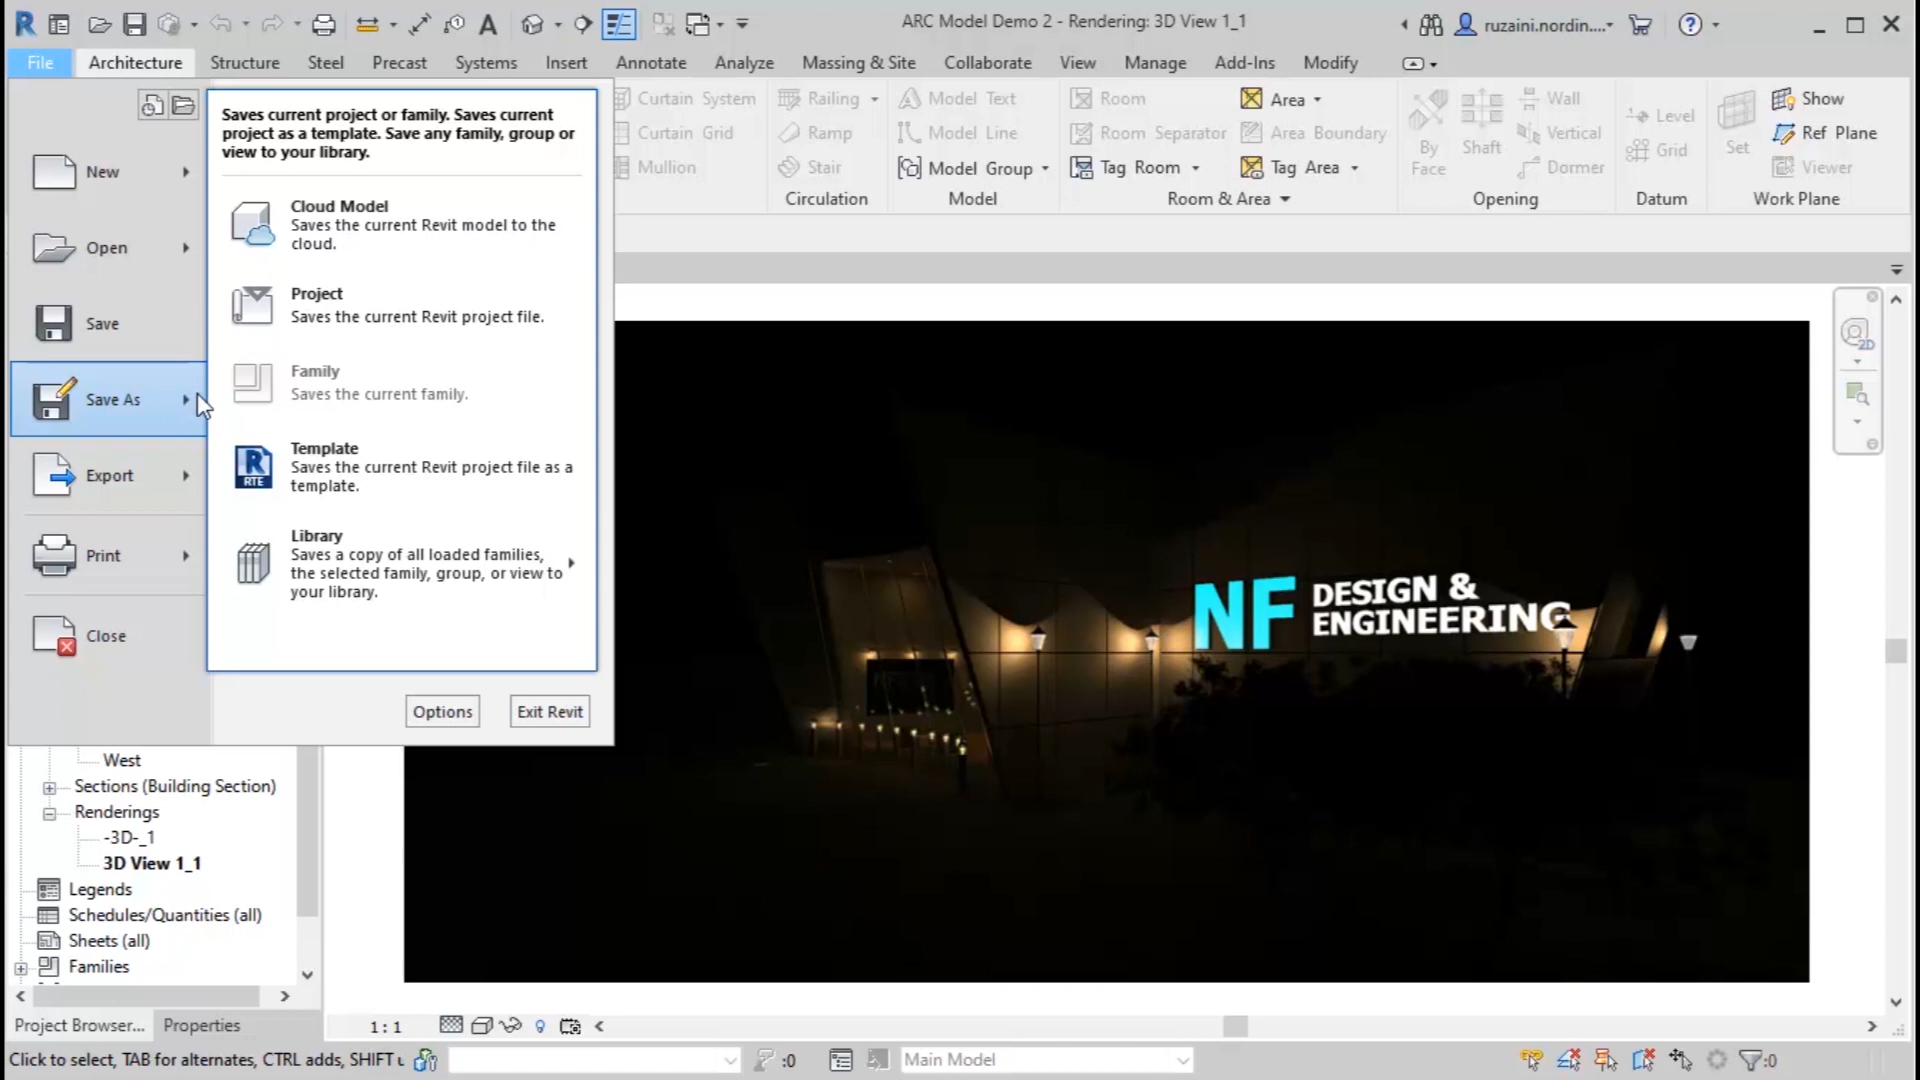 ARC Model Demo 2 - Rendering: 3D View 1_1
ruzaini.nordin....
File
Architecture
Structure
Steel
Precast
Systems
Insert
Annotate
Analyze
Massing & Site
Collaborate
View
Manage
Add-Ins
Modify
Curtain System
Curtain Grid
Mullion
Railing
Ramp
Stair
Circulation
Model Text
Model Line
Model Group
Model
Room
Room Separator
Tag Room
Area
Area Boundary
Tag Area
Room & Area
By
Face
Shaft
Wall
Vertical
Dormer
Opening
Level
Grid
Datum
Set
Show
Ref Plane
Viewer
Work Plane
New
Open
Save
Save As
Export
Print
Close
Saves current project or family. Saves current
project as a template. Save any family, group or
view to your library.
Cloud Model
Saves the current Revit model to the
cloud.
Project
Saves the current Revit project file.
Family
Saves the current family.
RTE
Template
Saves the current Revit project file as a
template.
Library
Saves a copy of all loaded families,
the selected family, group, or view to
your library.
Options
Exit Revit
2D
NF DESIGN &
ENGINEERING
West
Sections (Building Section)
Renderings
-3D-_1
3D View 1_1
Legends
Schedules/Quantities (all)
Sheets (all)
Families
Project Browser...
Properties
1 : 1
Click to select, TAB for alternates, CTRL adds, SHIFT u
:0
Main Model
:0